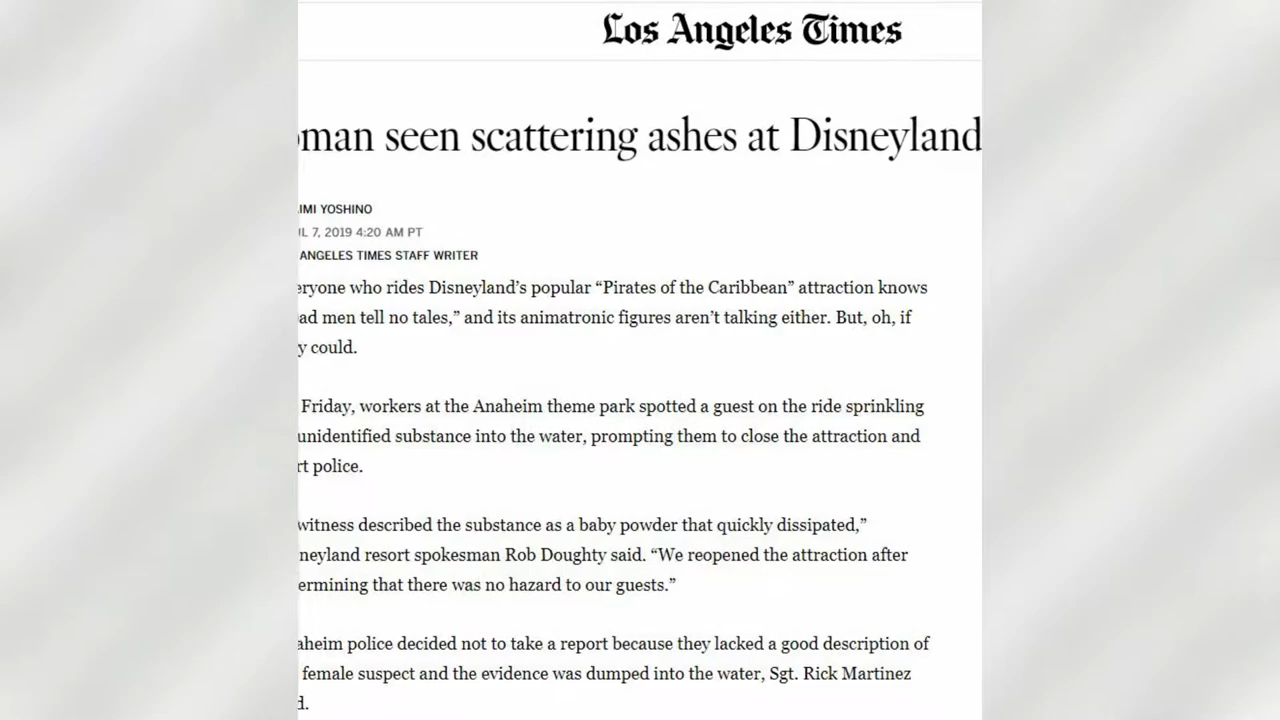 Los Angeles Times
oman seen scattering ashes at Disneyland
IMI YOSHINO
L 7, 2019 4:20 AM PT
ANGELES TIMES STAFF WRITER
eryone who rides Disneyland’s popular “Pirates of the Caribbean” attraction knows
ad men tell no tales,” and its animatronic figures aren’t talking either. But, oh, if
y could.
Friday, workers at the Anaheim theme park spotted a guest on the ride sprinkling
unidentified substance into the water, prompting them to close the attraction and
rt police.
witness described the substance as a baby powder that quickly dissipated,”
neyland resort spokesman Rob Doughty said. “We reopened the attraction after
ermining that there was no hazard to our guests.”
aheim police decided not to take a report because they lacked a good description of
female suspect and the evidence was dumped into the water, Sgt. Rick Martinez
d.